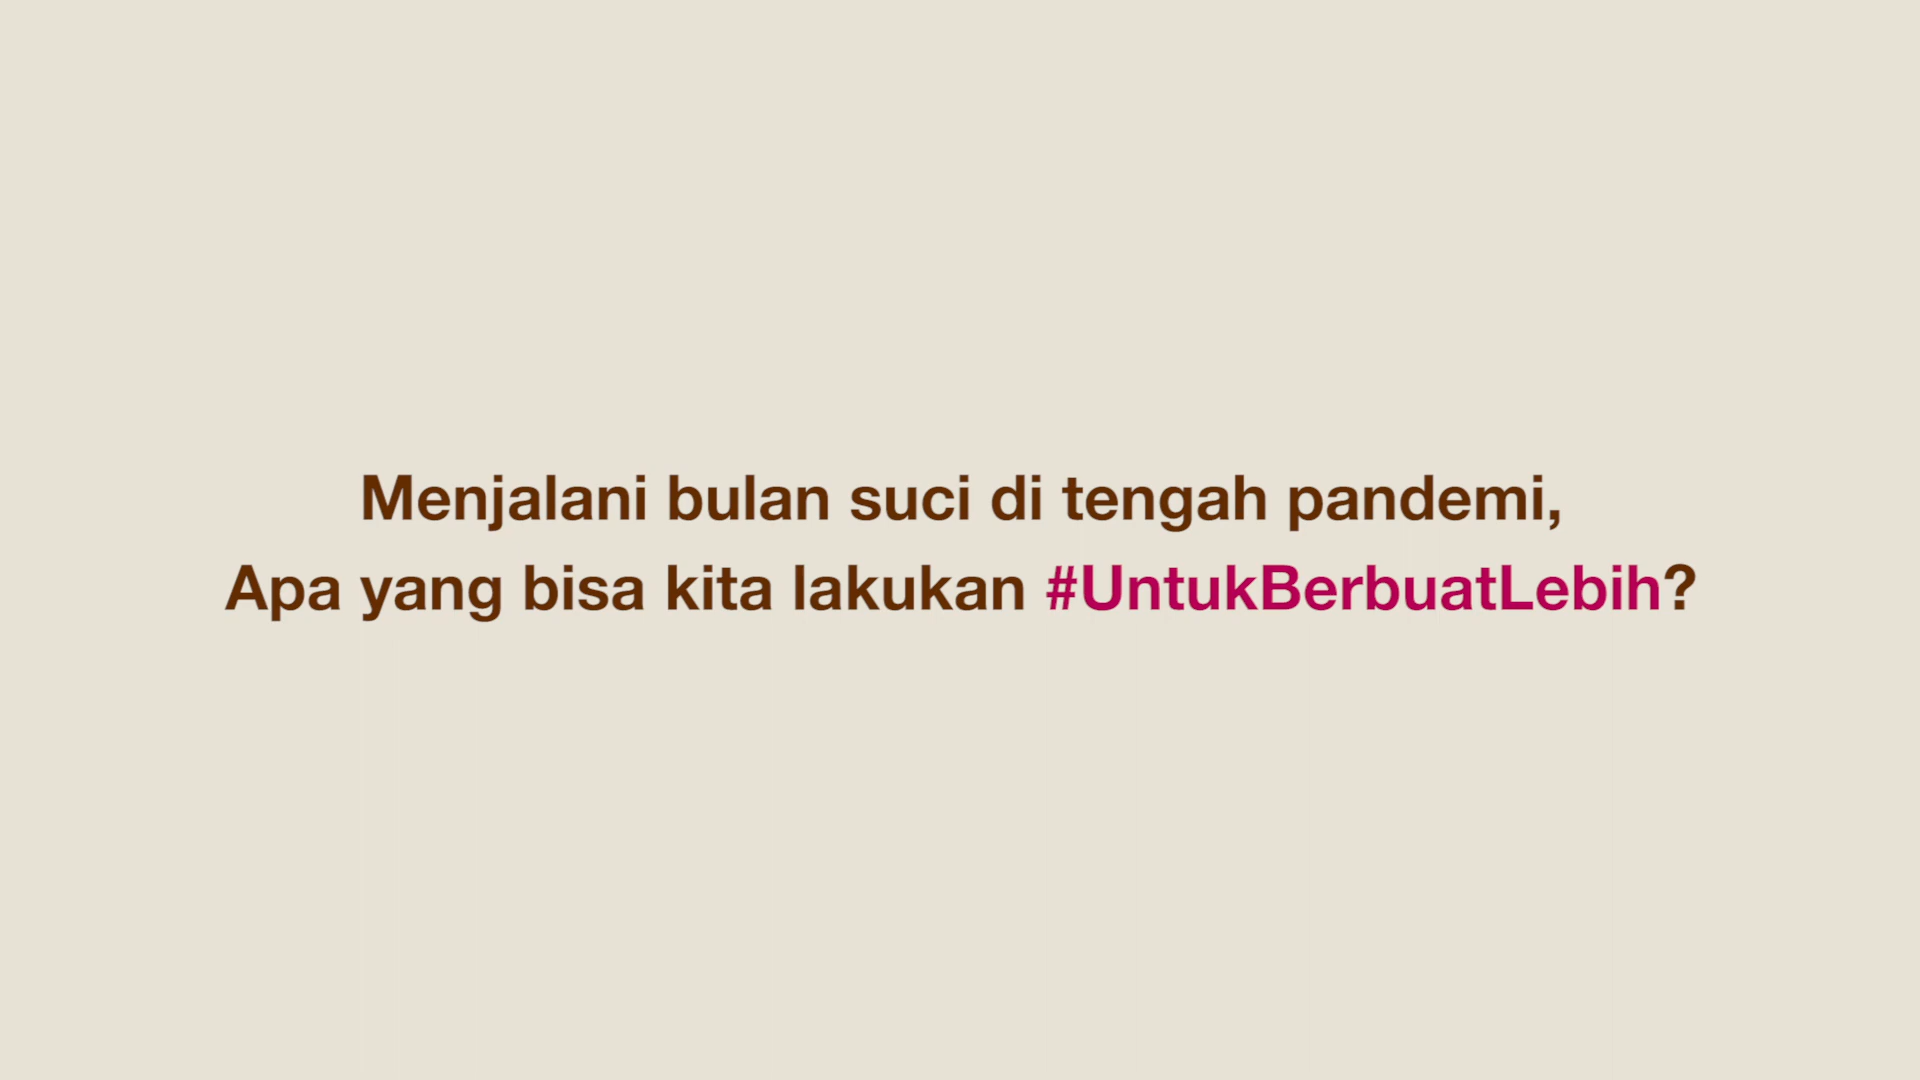 Menjalani bulan suci di tengah pandemi,
Apa yang bisa kita lakukan #UntukBerbuatLebih?